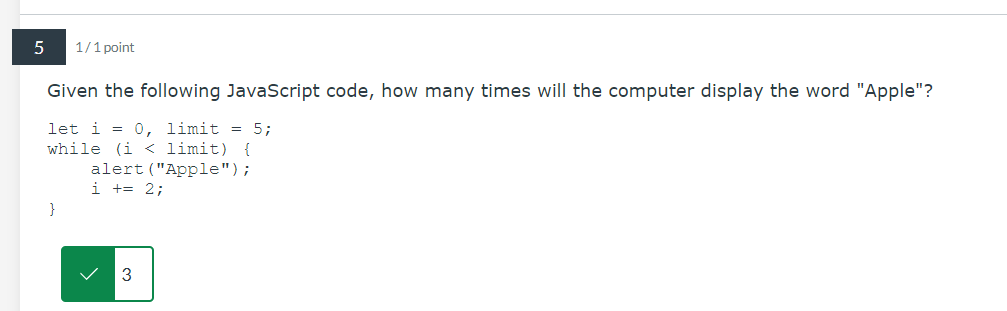 5 1/1 point
Given the following JavaScript code, how many times will the computer display the word "Apple"?
let i = 0, limit = 5;
while (i < limit) {
    alert("Apple");
    i += 2;
}
3